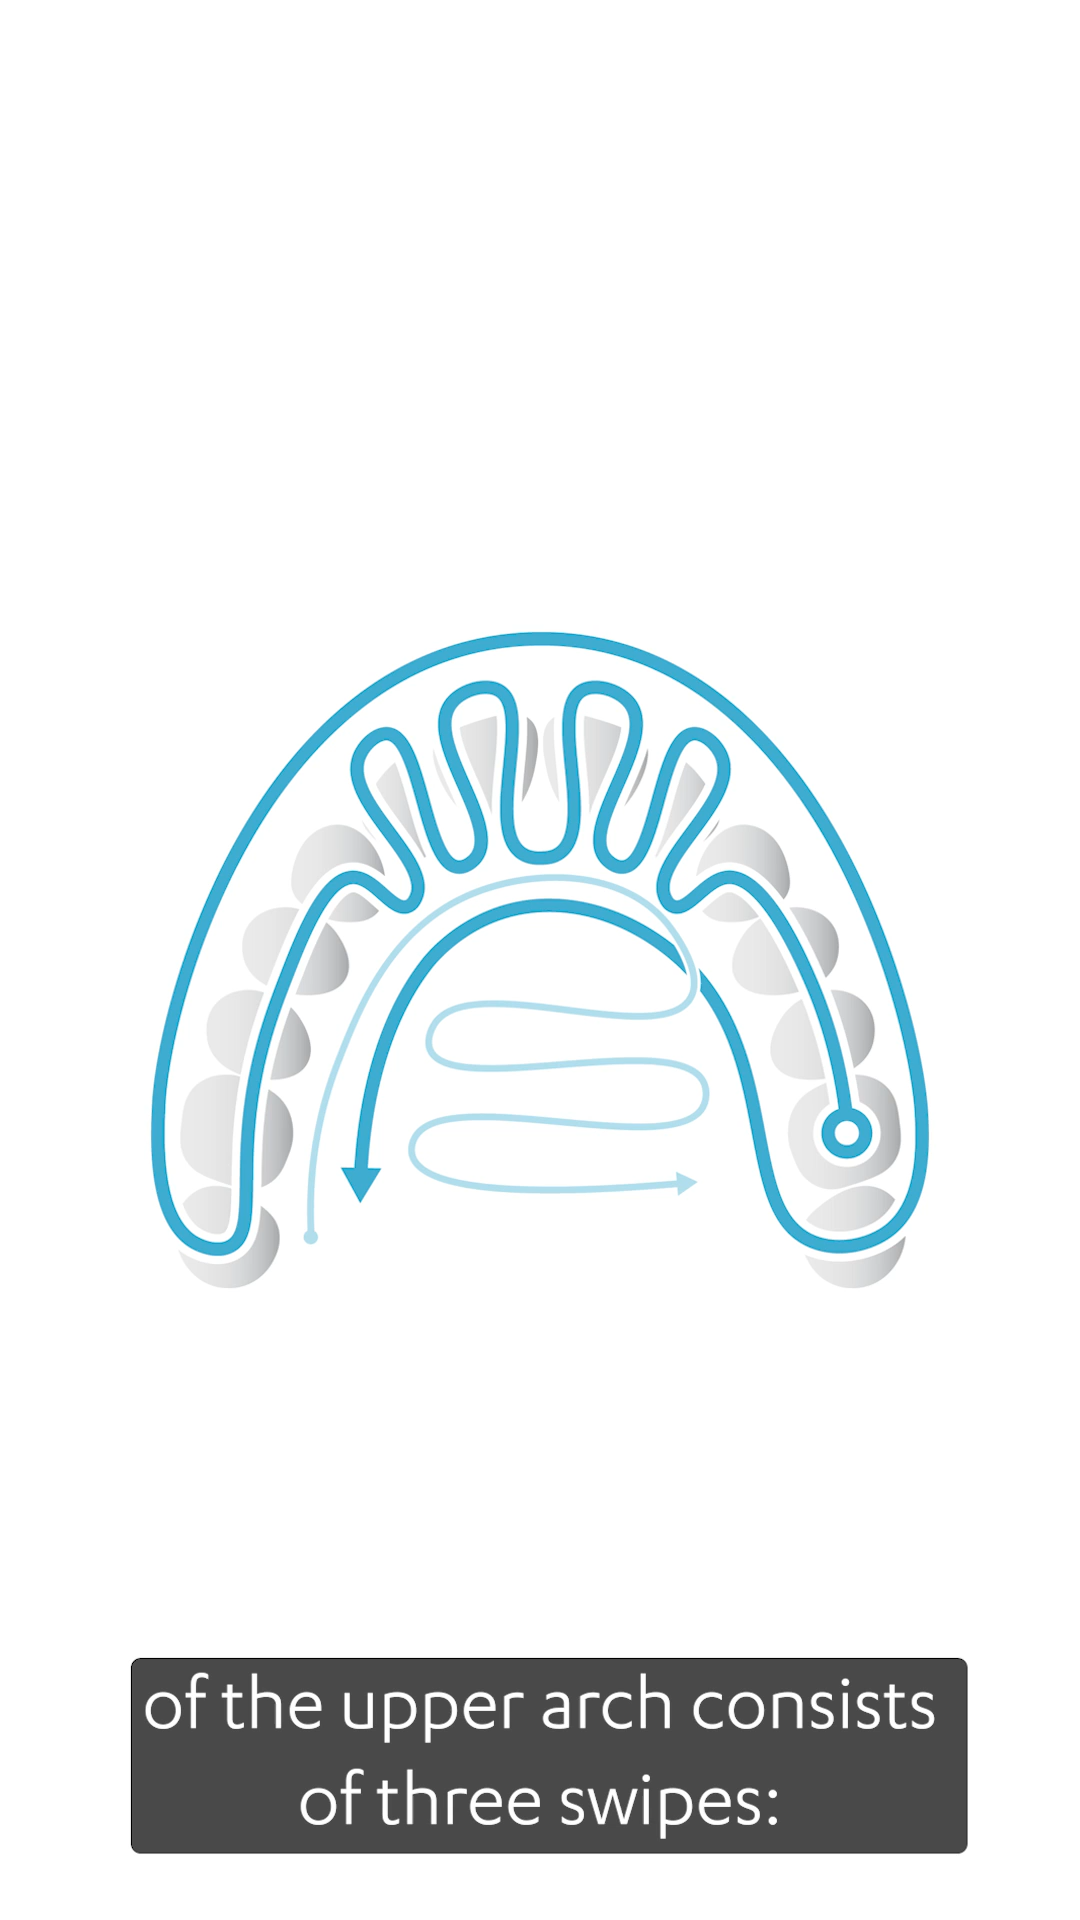 of the upper arch consists
of three swipes: